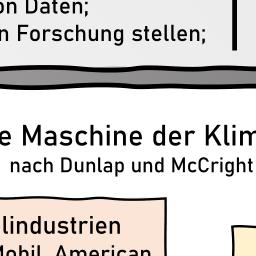 on Daten;
n Forschung stellen;
e Maschine der Klim
nach Dunlap und McCright
lindustrien
Mobil, American